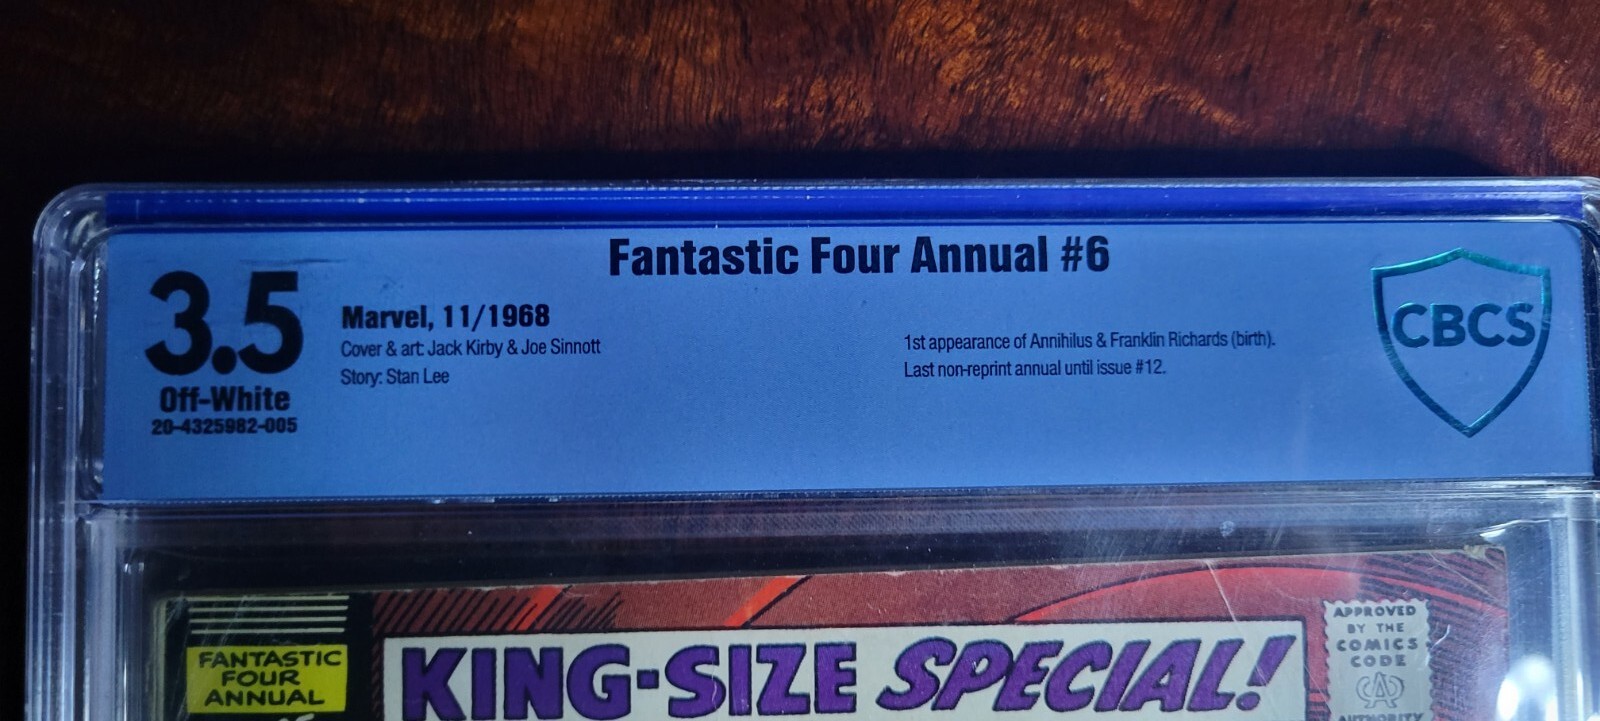 Fantastic Four Annual #6
3.5
Off-White
20-4325982-005
Marvel, 11/1968
Cover & art: Jack Kirby & Joe Sinnott
Story: Stan Lee
1st appearance of Annihilus & Franklin Richards (birth).
Last non-reprint annual until issue #12.
CBCS
FANTASTIC
FOUR
ANNUAL
KING-SIZE SPECIAL!
APPROVED
BY THE
COMICS
CODE
CA
AUTHORITY